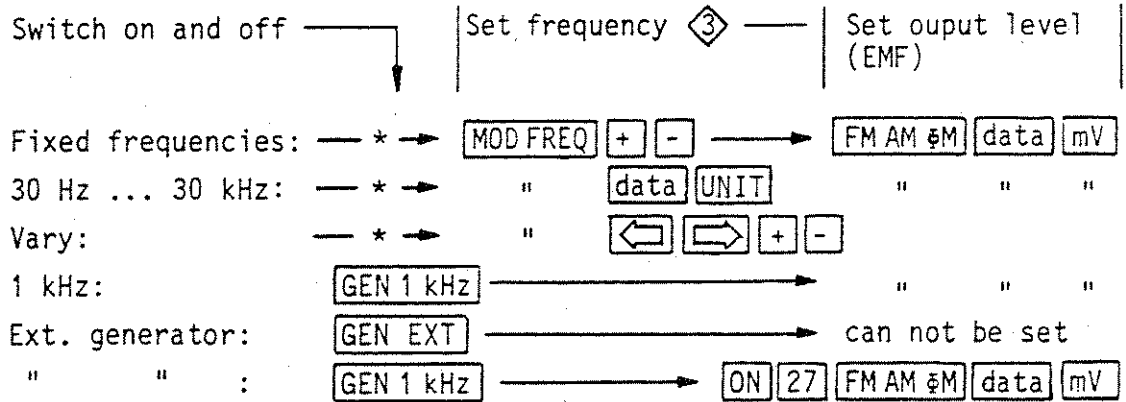 Switch on and off Set frequency 3 Set ouput level
(EMF)
Fixed frequencies: * MOD FREQ + - FM AM ΦM data mV
30 Hz ... 30 kHz: * " data UNIT " " "
Vary: * " + -
1 kHz: GEN 1 kHz " " "
Ext. generator: GEN EXT can not be set
" " : GEN 1 kHz ON 27 FM AM ΦM data mV